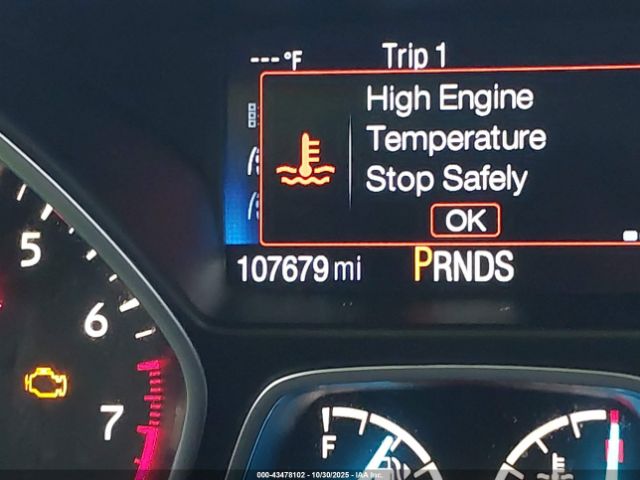 ---°F Trip 1
High Engine
Temperature
Stop Safely
OK
107679 mi PRNDS
5
6
7
F
000-43478102 - 10/30/2025 - IAA Inc.